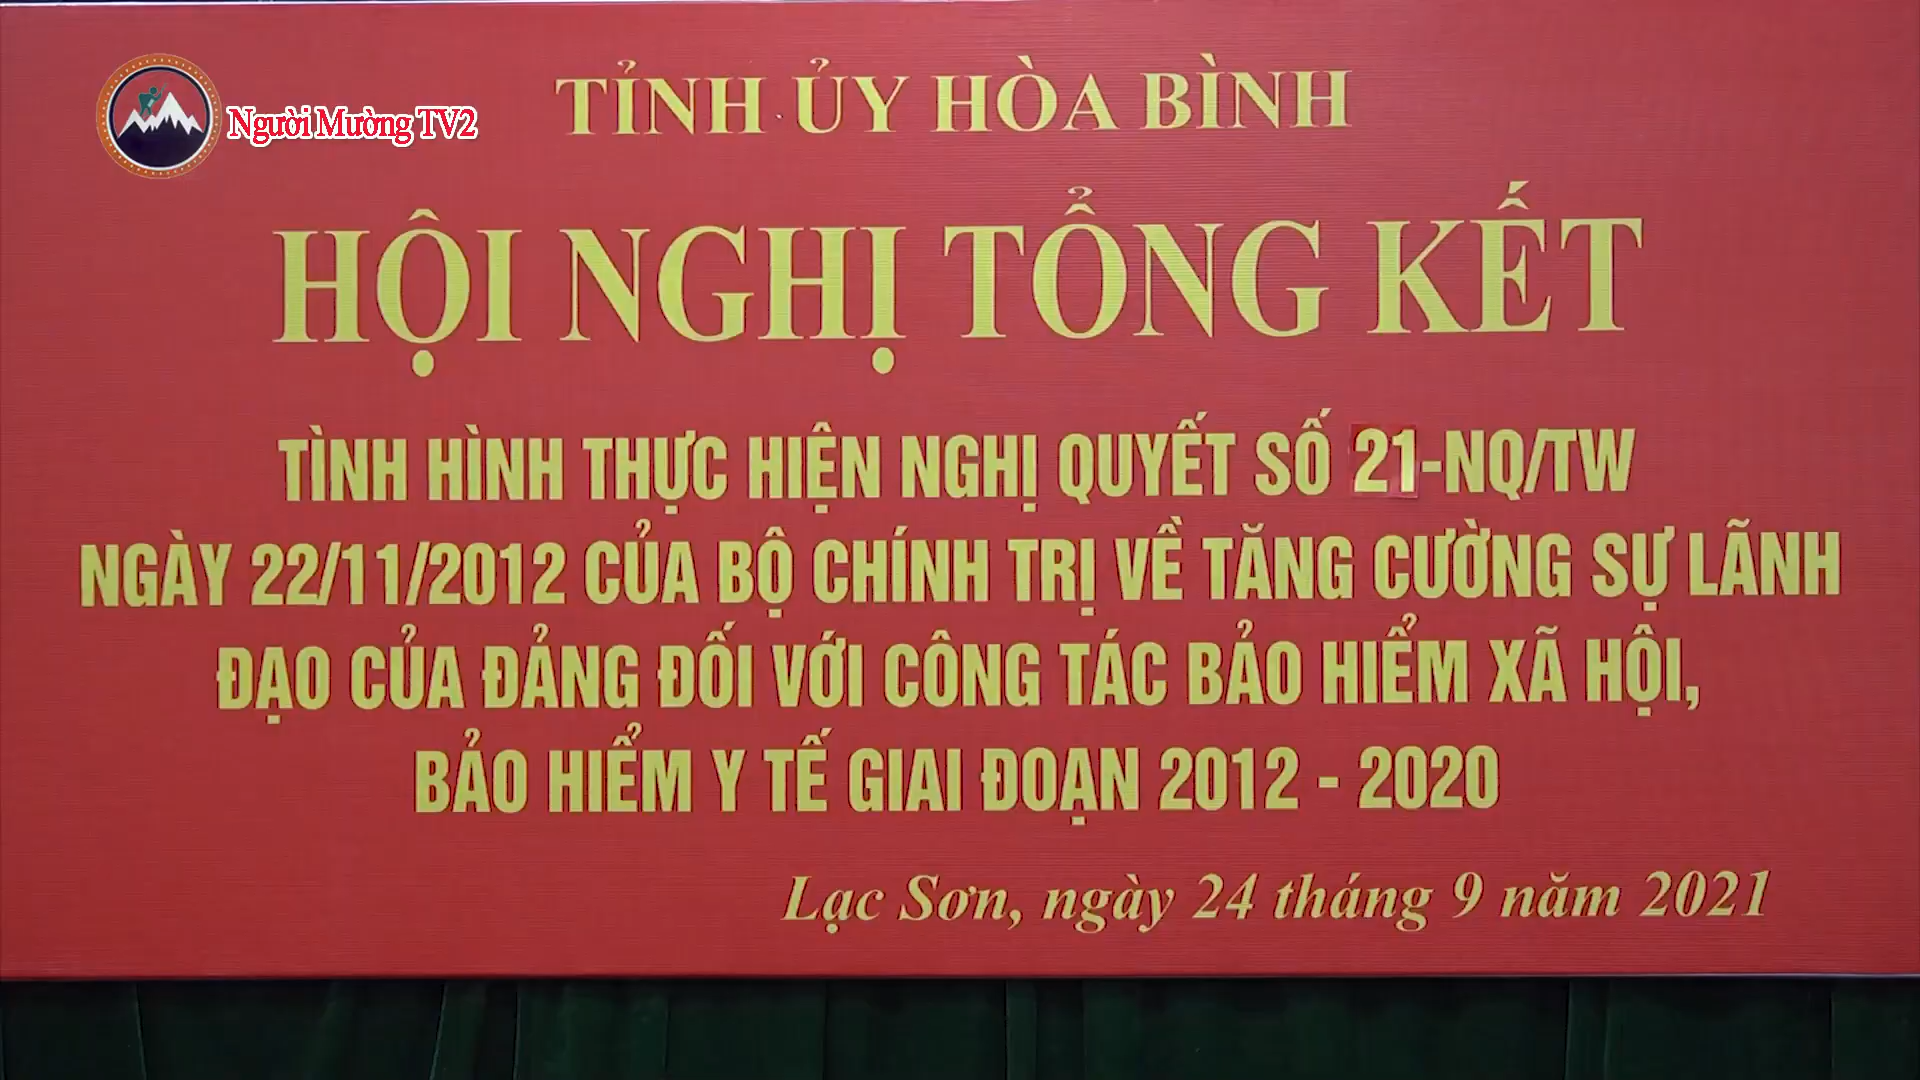 Người Mường TV2
TỈNH ỦY HÒA BÌNH
HỘI NGHỊ TỔNG KẾT
TÌNH HÌNH THỰC HIỆN NGHỊ QUYẾT SỐ 21-NQ/TW
NGÀY 22/11/2012 CỦA BỘ CHÍNH TRỊ VỀ TĂNG CƯỜNG SỰ LÃNH
ĐẠO CỦA ĐẢNG ĐỐI VỚI CÔNG TÁC BẢO HIỂM XÃ HỘI,
BẢO HIỂM Y TẾ GIAI ĐOẠN 2012 - 2020
Lạc Sơn, ngày 24 tháng 9 năm 2021